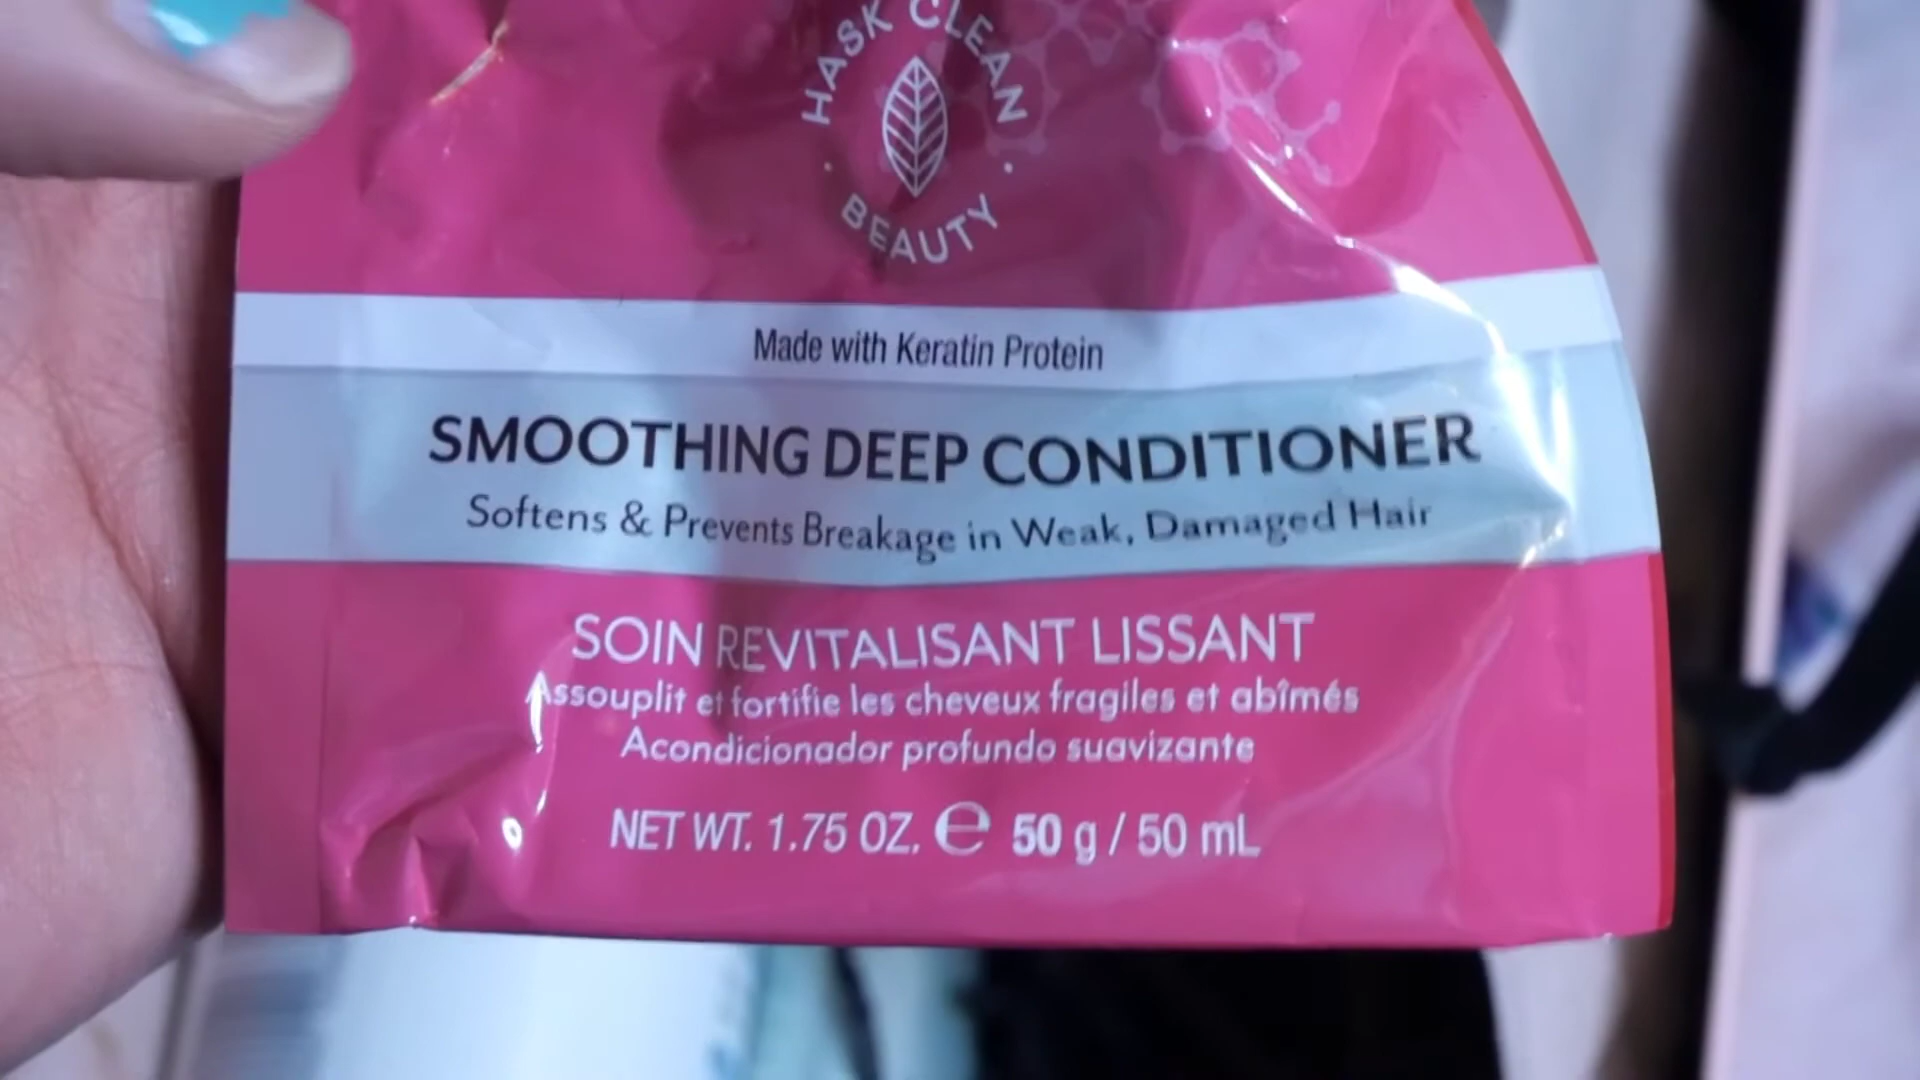 HASK CLEAN
BEAUTY
Made with Keratin Protein
SMOOTHING DEEP CONDITIONER
Softens & Prevents Breakage in Weak, Damaged Hair
SOIN REVITALISANT LISSANT
Assouplit et fortifie les cheveux fragiles et abîmés
Acondicionador profundo suavizante
NET WT. 1.75 OZ. ℮ 50 g / 50 mL